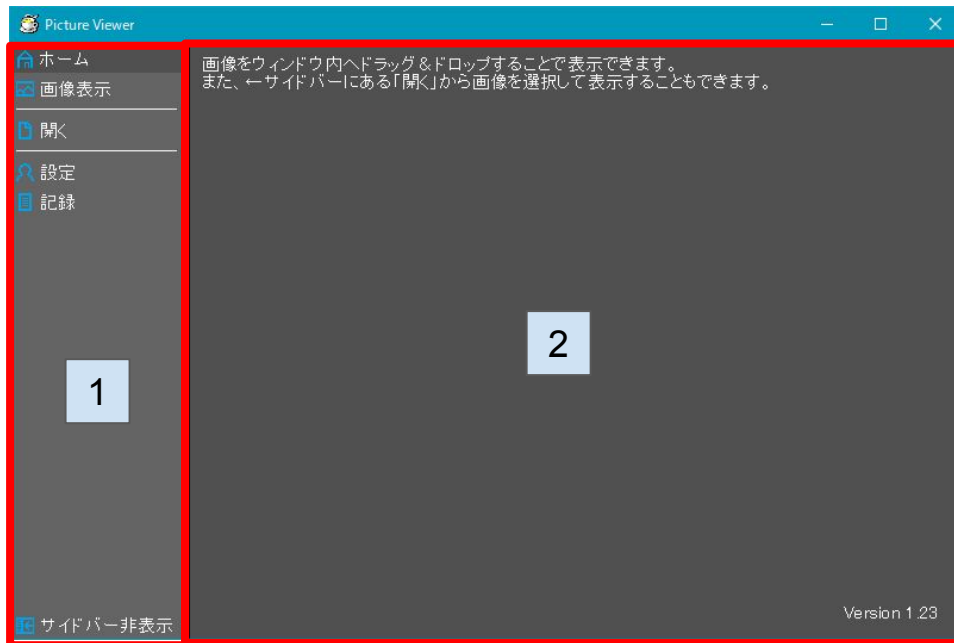 Picture Viewer
ホーム
画像表示
開く
設定
記録
サイドバー非表示
1
画像をウィンドウ内へドラッグ&ドロップすることで表示できます。
また、←サイドバーにある「開く」から画像を選択して表示することもできます。
2
Version 1.23